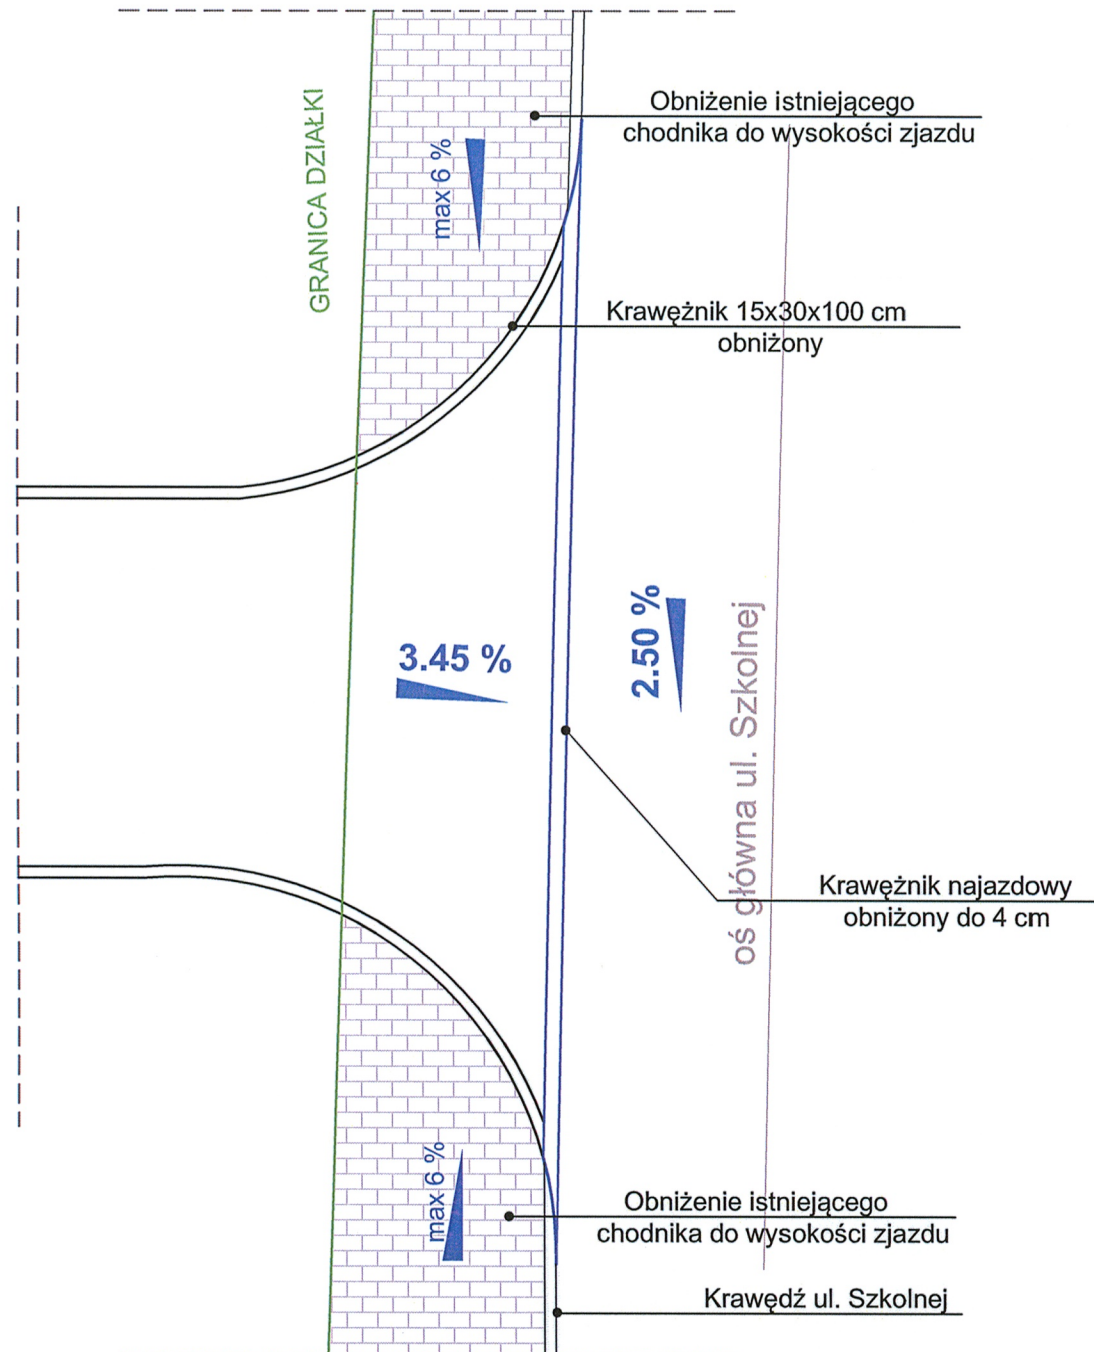 Obniżenie istniejącego
chodnika do wysokości zjazdu
GRANICA DZIAŁKI
max 6 %
Krawężnik 15x30x100 cm
obniżony
3.45 %
2.50 %
oś główna ul. Szkolnej
Krawężnik najazdowy
obniżony do 4 cm
max 6 %
Obniżenie istniejącego
chodnika do wysokości zjazdu
Krawędź ul. Szkolnej